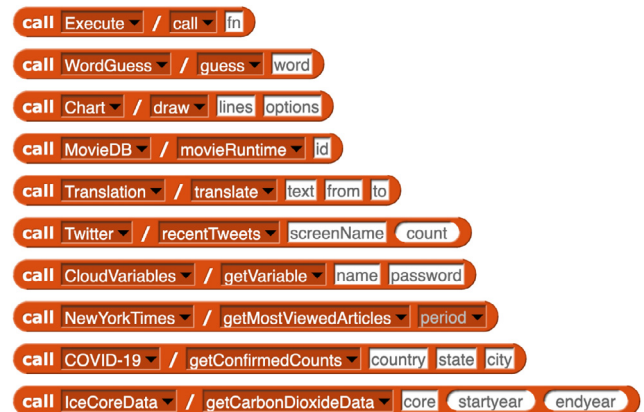 call Execute / call fn
call WordGuess / guess word
call Chart / draw lines options
call MovieDB / movieRuntime id
call Translation / translate text from to
call Twitter / recentTweets screenName count
call CloudVariables / getVariable name password
call NewYorkTimes / getMostViewedArticles period
call COVID-19 / getConfirmedCounts country state city
call IceCoreData / getCarbonDioxideData core startyear endyear